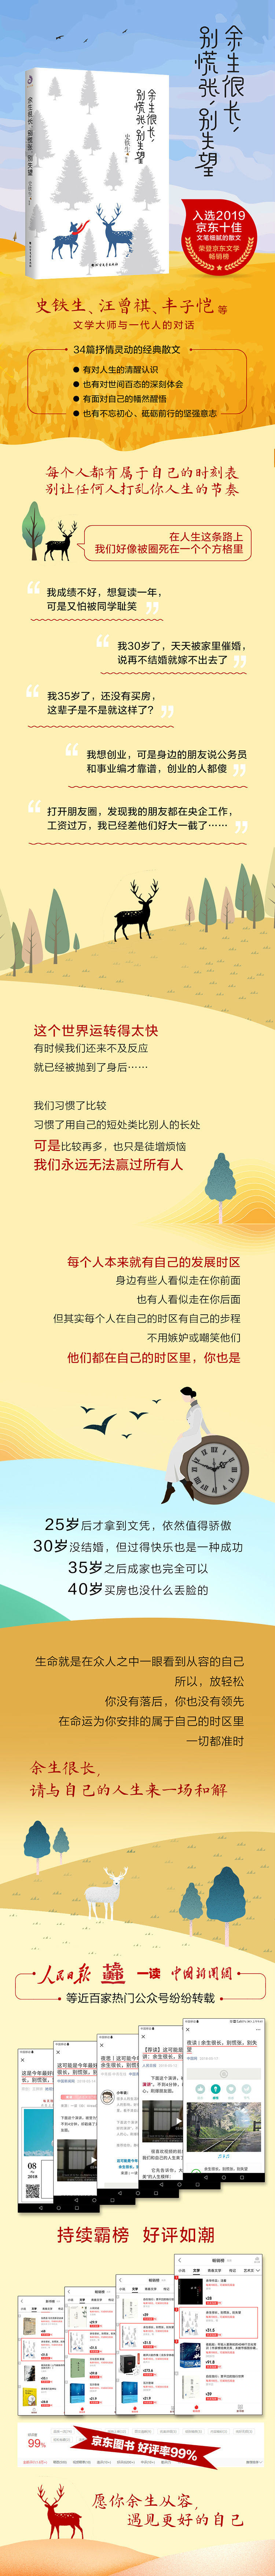 余生很长，
别慌张，别失望
余生很长，别慌张，别失望
史铁生
余生很长，
别慌张，别失望
入选2019
京东十佳
文笔细腻的散文
荣登京东文学
畅销榜
史铁生、汪曾祺、丰子恺等
文学大师与一代人的对话
34篇抒情灵动的经典散文
有对人生的清醒认识
也有对世间百态的深刻体会
有面对自己的幡然醒悟
也有不忘初心、砥砺前行的坚强意志
每个人都有属于自己的时刻表
别让任何人打乱你人生的节奏
在人生这条路上
我们好像被圈死在一个个方格里
我成绩不好，想复读一年，
可是又怕被同学耻笑
我30岁了，天天被家里催婚，
说再不结婚就嫁不出去了
我35岁了，还没有买房，
这辈子是不是就这样了？
我想创业，可是身边的朋友说公务员
和事业编才靠谱，创业的人都傻
打开朋友圈，发现我的朋友都在央企工作，
工资过万，我已经差他们好大一截了……
这个世界运转得太快
有时候我们还来不及反应
就已经被抛到了身后……
我们习惯了比较
习惯了用自己的短处类比别人的长处
可是比较再多，也只是徒增烦恼
我们永远无法赢过所有人
每个人本来就有自己的发展时区
身边有些人看似走在你前面
也有人看似走在你后面
但其实每个人在自己的时区有自己的步程
不用嫉妒或嘲笑他们
他们都在自己的时区里，你也是
25岁后才拿到文凭，依然值得骄傲
30岁没结婚，但过得快乐也是一种成功
35岁之后成家也完全可以
40岁买房也没什么丢脸的
生命就是在众人之中一眼看到从容的自己
所以，放轻松
你没有落后，你也没有领先
在命运为你安排的属于自己的时区里
一切都准时
余生很长，
请与自己的人生来一场和解
人民日报 一读 中国新闻网
等近百家热门公众号纷纷转载
持续霸榜 好评如潮
99%
京东图书 好评率99%
愿你余生从容，
遇见更好的自己